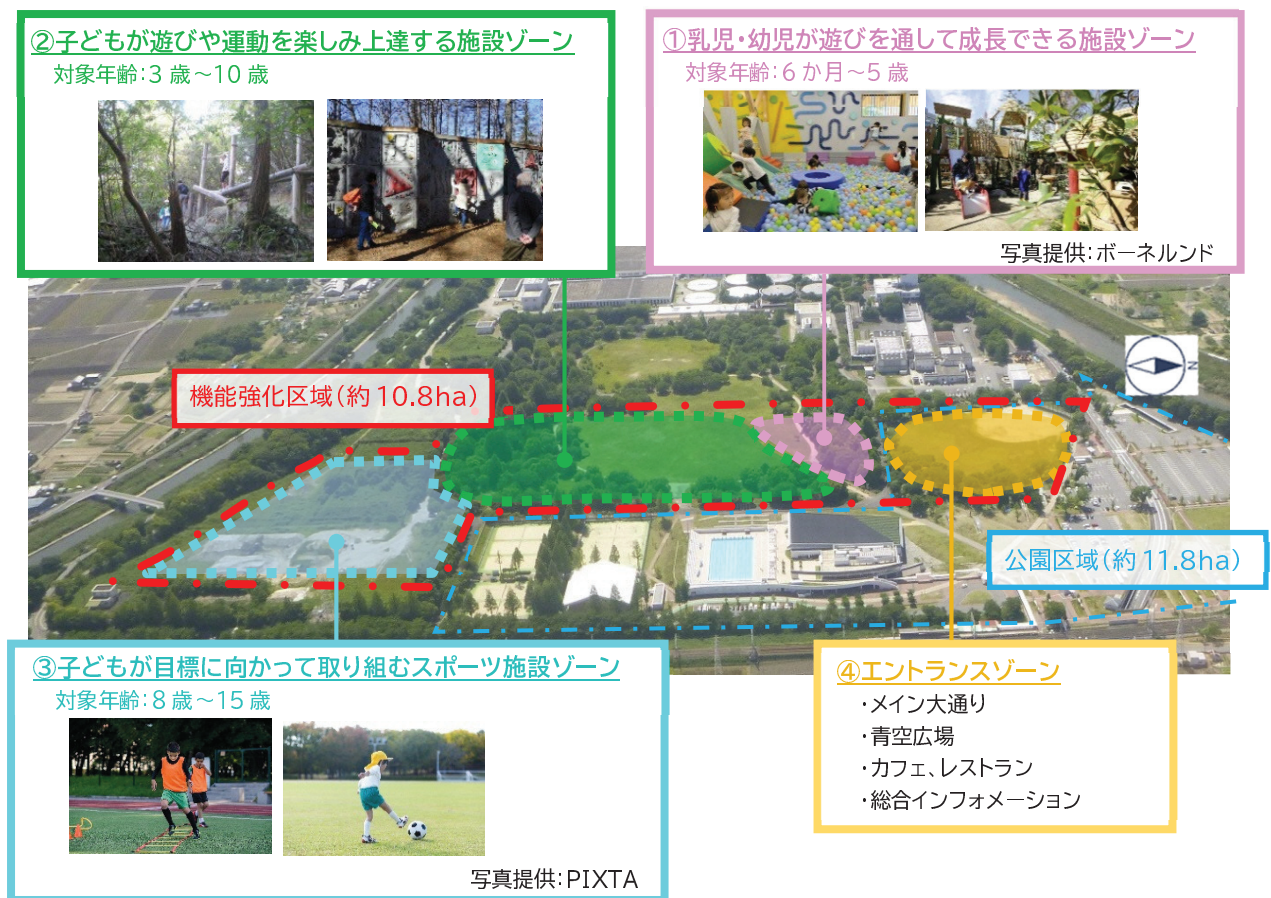 ②子どもが遊びや運動を楽しみ上達する施設ゾーン
対象年齢:3歳～10歳
①乳児・幼児が遊びを通して成長できる施設ゾーン
対象年齢:6か月～5歳
写真提供:ボーネルンド
機能強化区域(約10.8ha)
N
公園区域(約11.8ha)
③子どもが目標に向かって取り組むスポーツ施設ゾーン
対象年齢:8歳～15歳
写真提供:PIXTA
④エントランスゾーン
・メイン大通り
・青空広場
・カフェ、レストラン
・総合インフォメーション